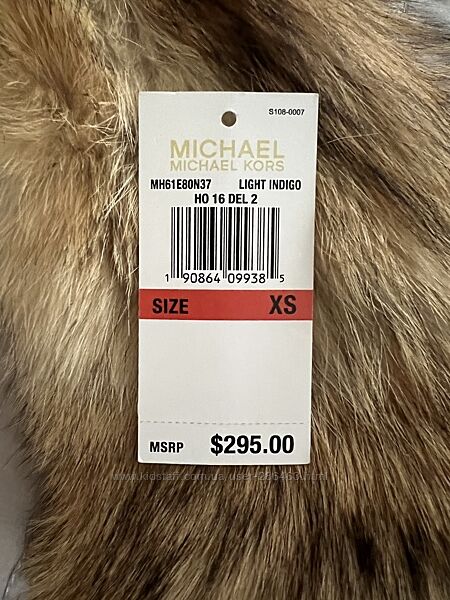 S108-0007
MICHAEL
MICHAEL KORS
MH61E80N37 LIGHT INDIGO
HO 16 DEL 2
1 90864 09938 5
SIZE XS
MSRP $295.00